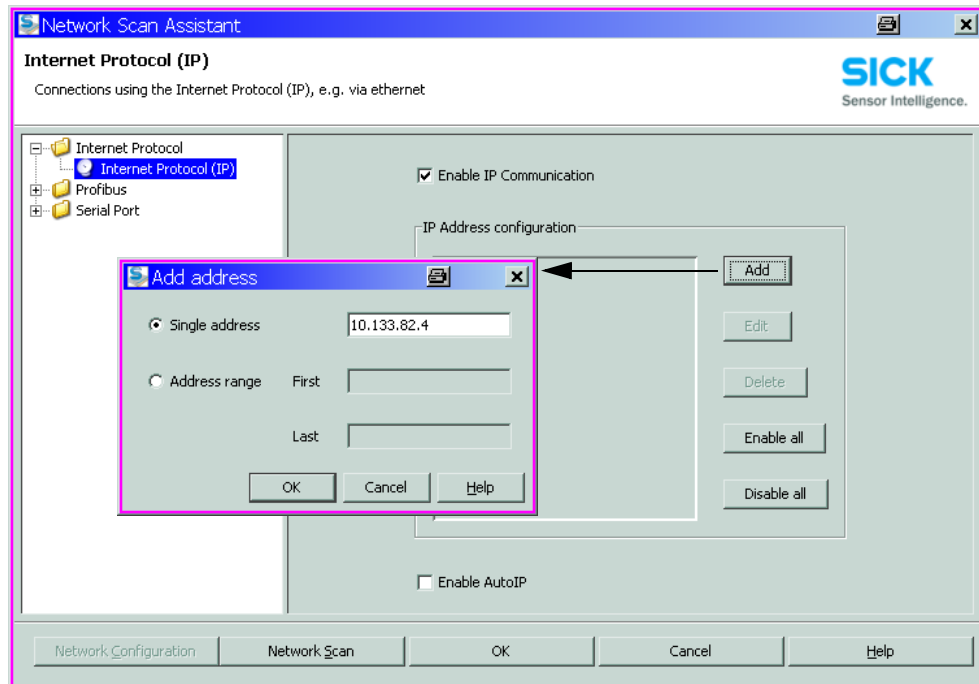 Network Scan Assistant
Internet Protocol (IP)
Connections using the Internet Protocol (IP), e.g. via ethernet
SICK
Sensor Intelligence.
Internet Protocol
Internet Protocol (IP)
Profibus
Serial Port
Enable IP Communication
IP Address configuration
Add
Edit
Delete
Enable all
Disable all
Add address
Single address 10.133.82.4
Address range First
Last
OK Cancel Help
Enable AutoIP
Network Configuration Network Scan OK Cancel Help